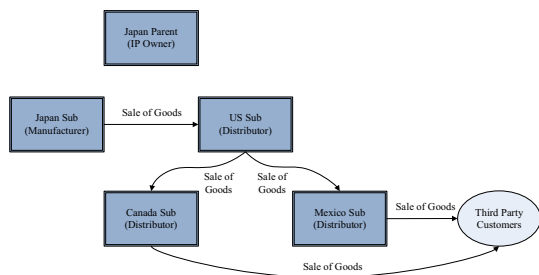 Japan Parent
(IP Owner)
Japan Sub
(Manufacturer)
Sale of Goods
US Sub
(Distributor)
Sale of
Goods
Sale of
Goods
Canada Sub
(Distributor)
Mexico Sub
(Distributor)
Sale of Goods
Third Party
Customers
Sale of Goods